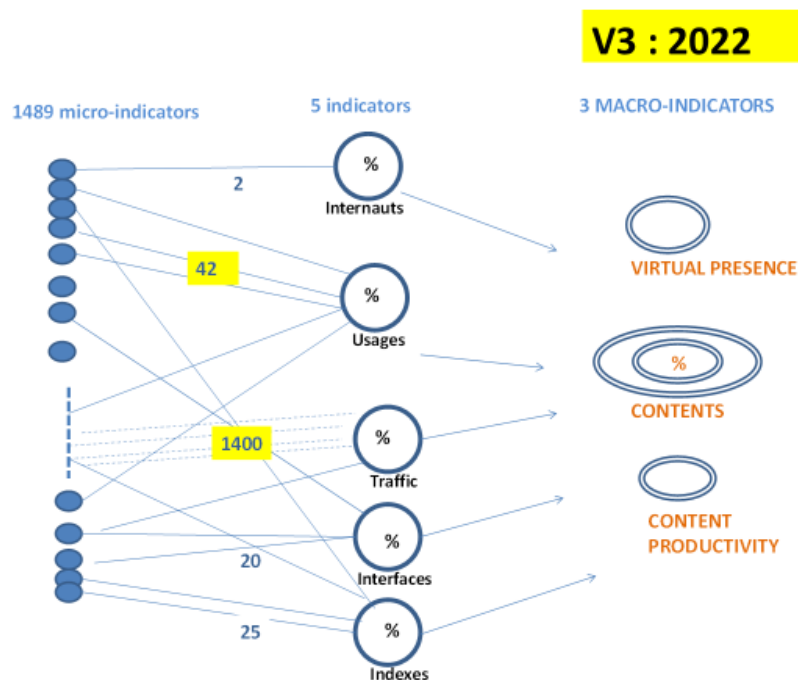 V3 : 2022
1489 micro-indicators
5 indicators
3 MACRO-INDICATORS
%
2
Internauts
VIRTUAL PRESENCE
42
%
Usages
%
CONTENTS
1400
%
Traffic
CONTENT
PRODUCTIVITY
%
20
Interfaces
25
%
Indexes